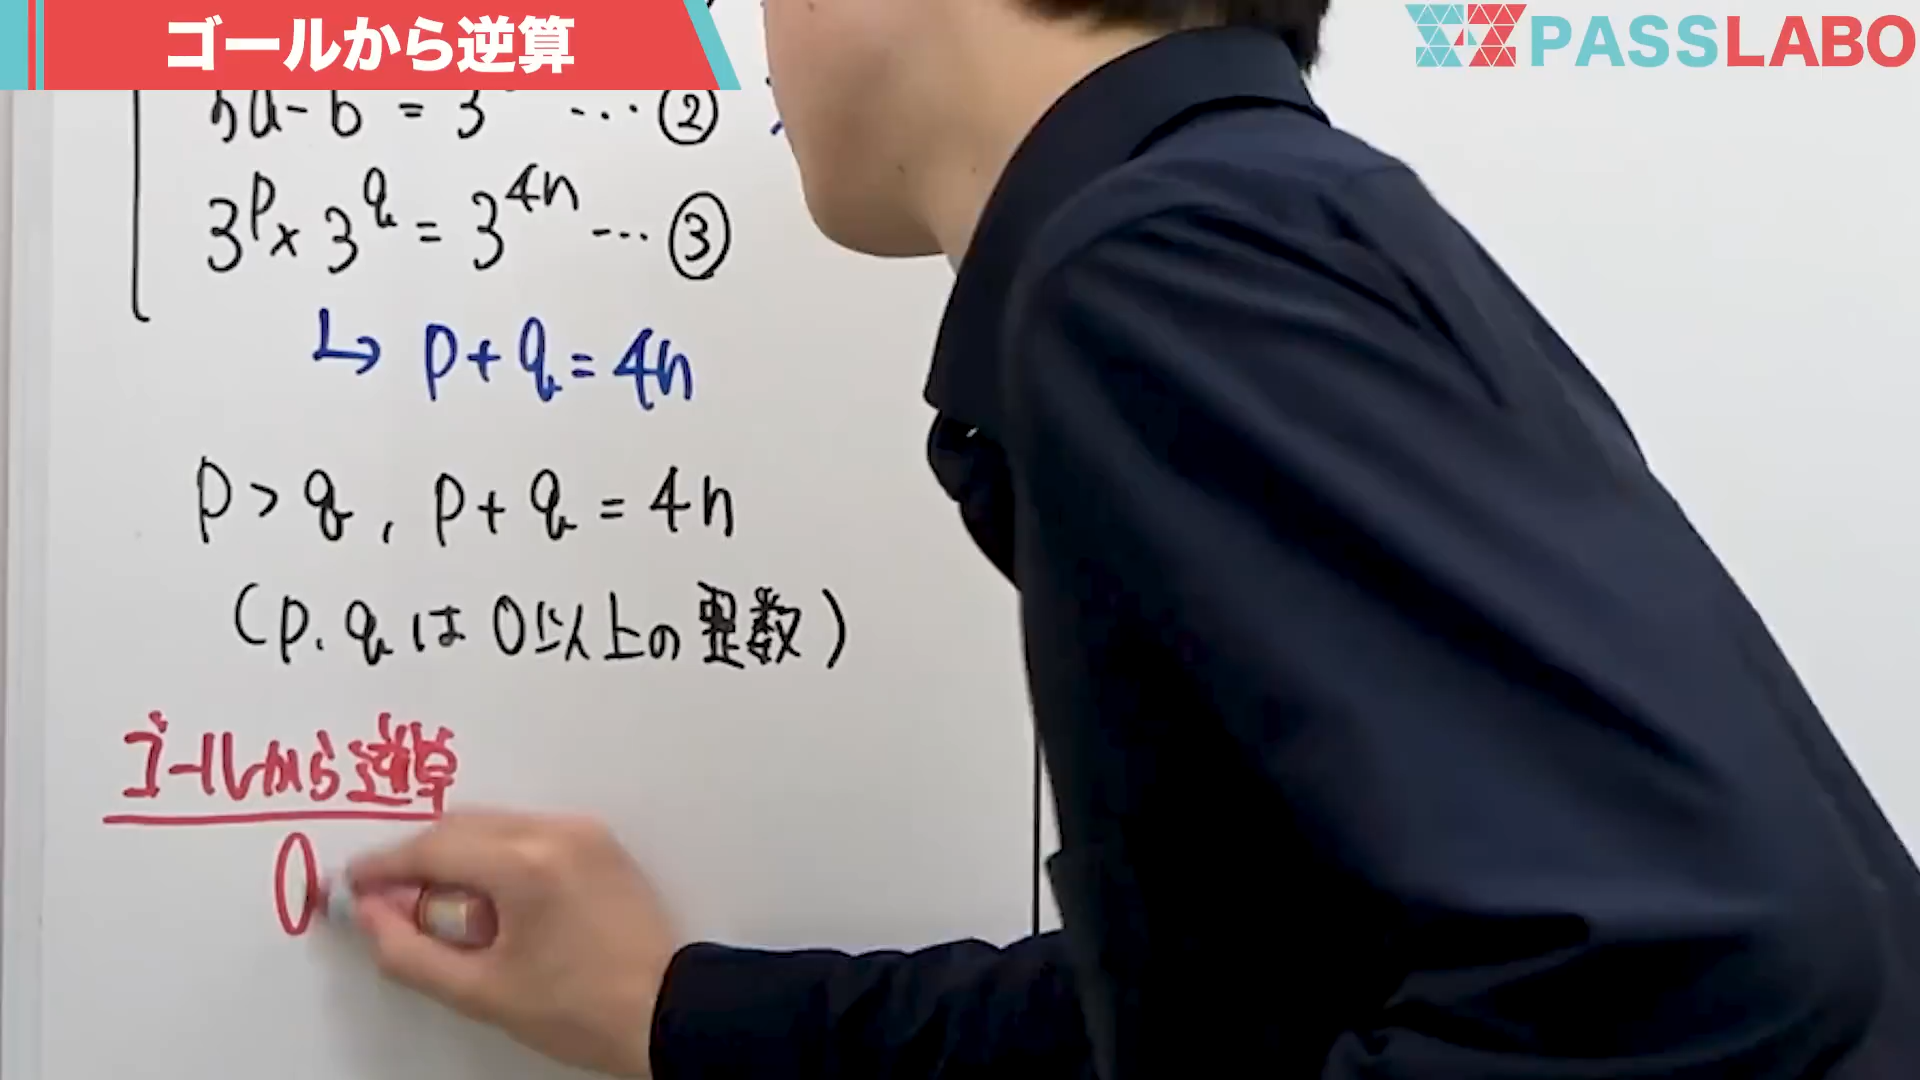 ゴールから逆算
PASSLABO
5a-b = 3 … ②
3^p × 3^q = 3^4n … ③
↳ p + q = 4n
p > q , p + q = 4n
(p. q は 0以上の整数)
ゴールから逆算
0